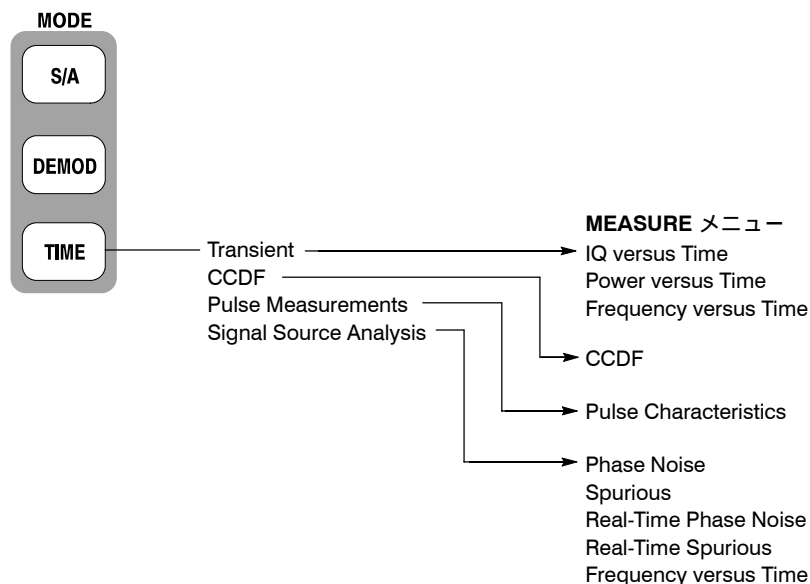 MODE
S/A
DEMOD
TIME
Transient
CCDF
Pulse Measurements
Signal Source Analysis
MEASURE メニュー
IQ versus Time
Power versus Time
Frequency versus Time
CCDF
Pulse Characteristics
Phase Noise
Spurious
Real-Time Phase Noise
Real-Time Spurious
Frequency versus Time